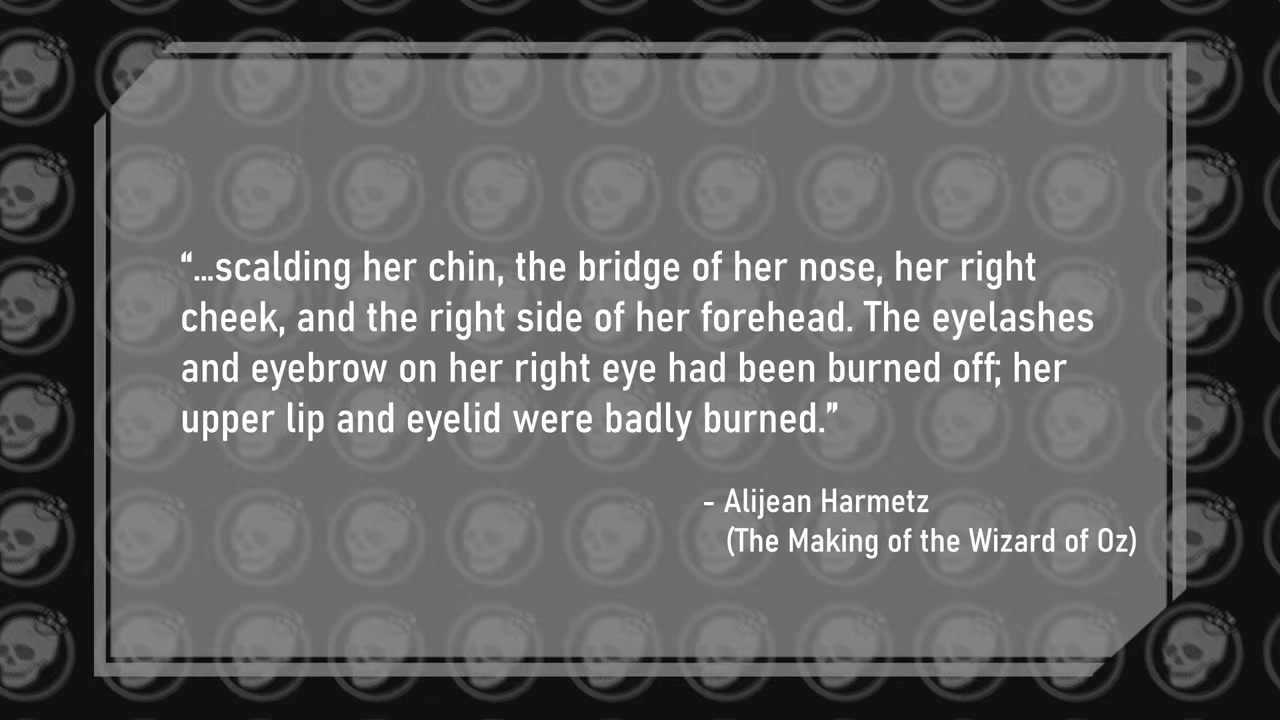 “…scalding her chin, the bridge of her nose, her right
cheek, and the right side of her forehead. The eyelashes
and eyebrow on her right eye had been burned off; her
upper lip and eyelid were badly burned.”
- Alijean Harmetz
(The Making of the Wizard of Oz)